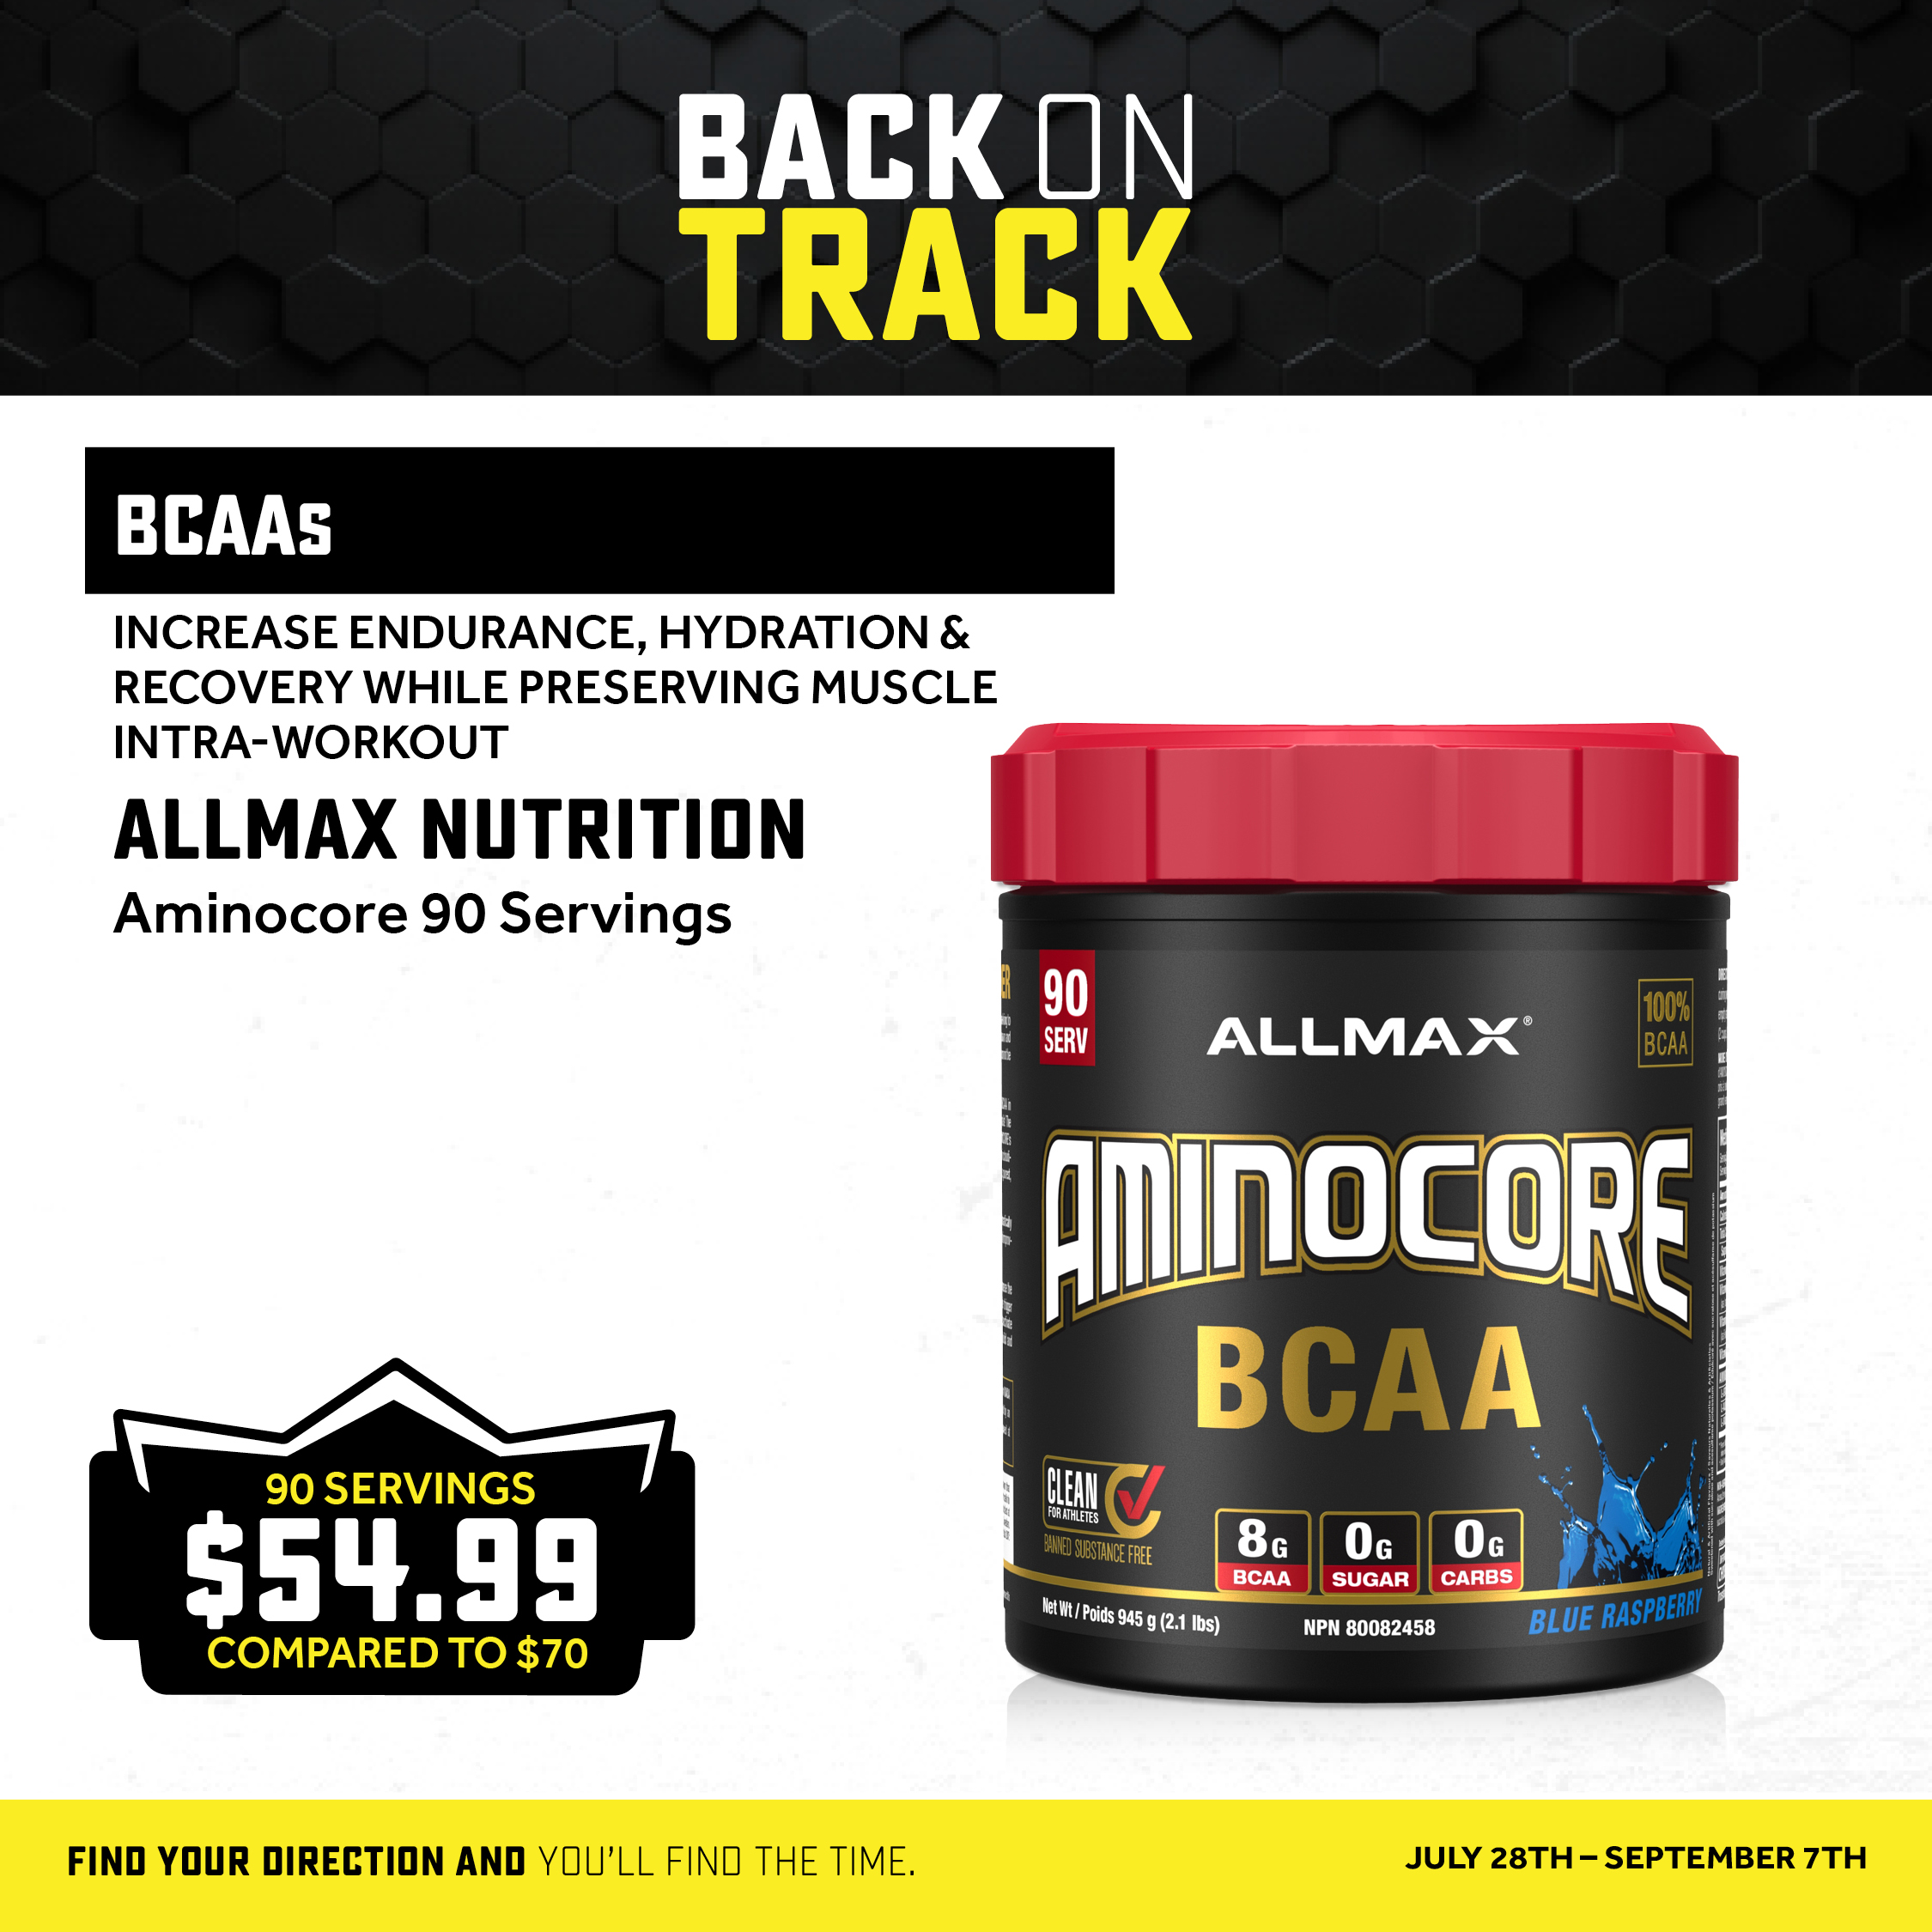 BACK ON
TRACK
BCAAs
INCREASE ENDURANCE, HYDRATION &
RECOVERY WHILE PRESERVING MUSCLE
INTRA-WORKOUT
ALLMAX NUTRITION
Aminocore 90 Servings
90
SERV
ALLMAX®
100%
BCAA
AMINOCORE
BCAA
CLEAN
FOR ATHLETES
BANNED SUBSTANCE FREE
8G
BCAA
0G
SUGAR
0G
CARBS
Net Wt / Poids 945 g (2.1 lbs)
NPN 80082458
BLUE RASPBERRY
90 SERVINGS
$54.99
COMPARED TO $70
FIND YOUR DIRECTION AND YOU'LL FIND THE TIME.
JULY 28TH – SEPTEMBER 7TH